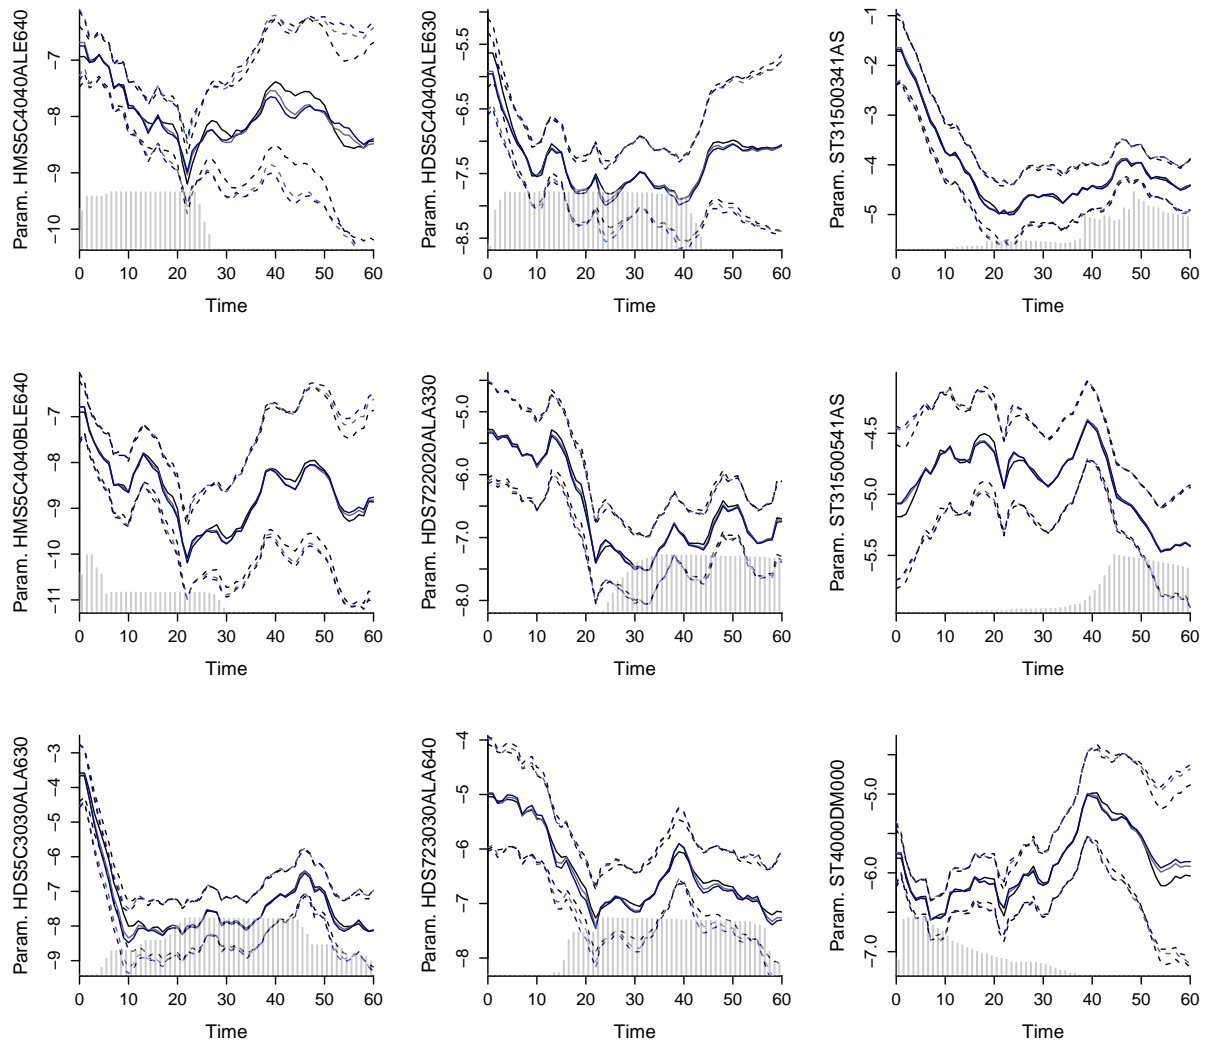 Param. HMS5C4040ALE640
−7
−8
−9
−10
0 10 20 30 40 50 60
Time
Param. HDS5C4040ALE630
−5.5
−6.5
−7.5
−8.5
0 10 20 30 40 50 60
Time
Param. ST31500341AS
−1
−2
−3
−4
−5
0 10 20 30 40 50 60
Time
Param. HMS5C4040BLE640
−7
−8
−9
−10
−11
0 10 20 30 40 50 60
Time
Param. HDS722020ALA330
−5.0
−6.0
−7.0
−8.0
0 10 20 30 40 50 60
Time
Param. ST31500541AS
−4.5
−5.0
−5.5
0 10 20 30 40 50 60
Time
Param. HDS5C3030ALA630
−3
−4
−5
−6
−7
−8
−9
0 10 20 30 40 50 60
Time
Param. HDS723030ALA640
−4
−5
−6
−7
−8
0 10 20 30 40 50 60
Time
Param. ST4000DM000
−5.0
−6.0
−7.0
0 10 20 30 40 50 60
Time